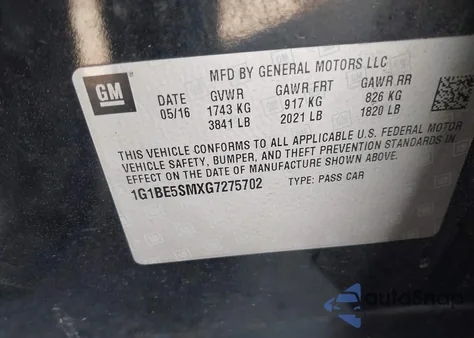 MFD BY GENERAL MOTORS LLC
GM
DATE GVWR GAWR FRT GAWR RR
05/16 1743 KG 917 KG 826 KG
3841 LB 2021 LB 1820 LB
THIS VEHICLE CONFORMS TO ALL APPLICABLE U.S. FEDERAL MOTOR
VEHICLE SAFETY, BUMPER, AND THEFT PREVENTION STANDARDS IN
EFFECT ON THE DATE OF MANUFACTURE SHOWN ABOVE.
1G1BE5SMXG7275702 TYPE: PASS CAR
AutoSnap